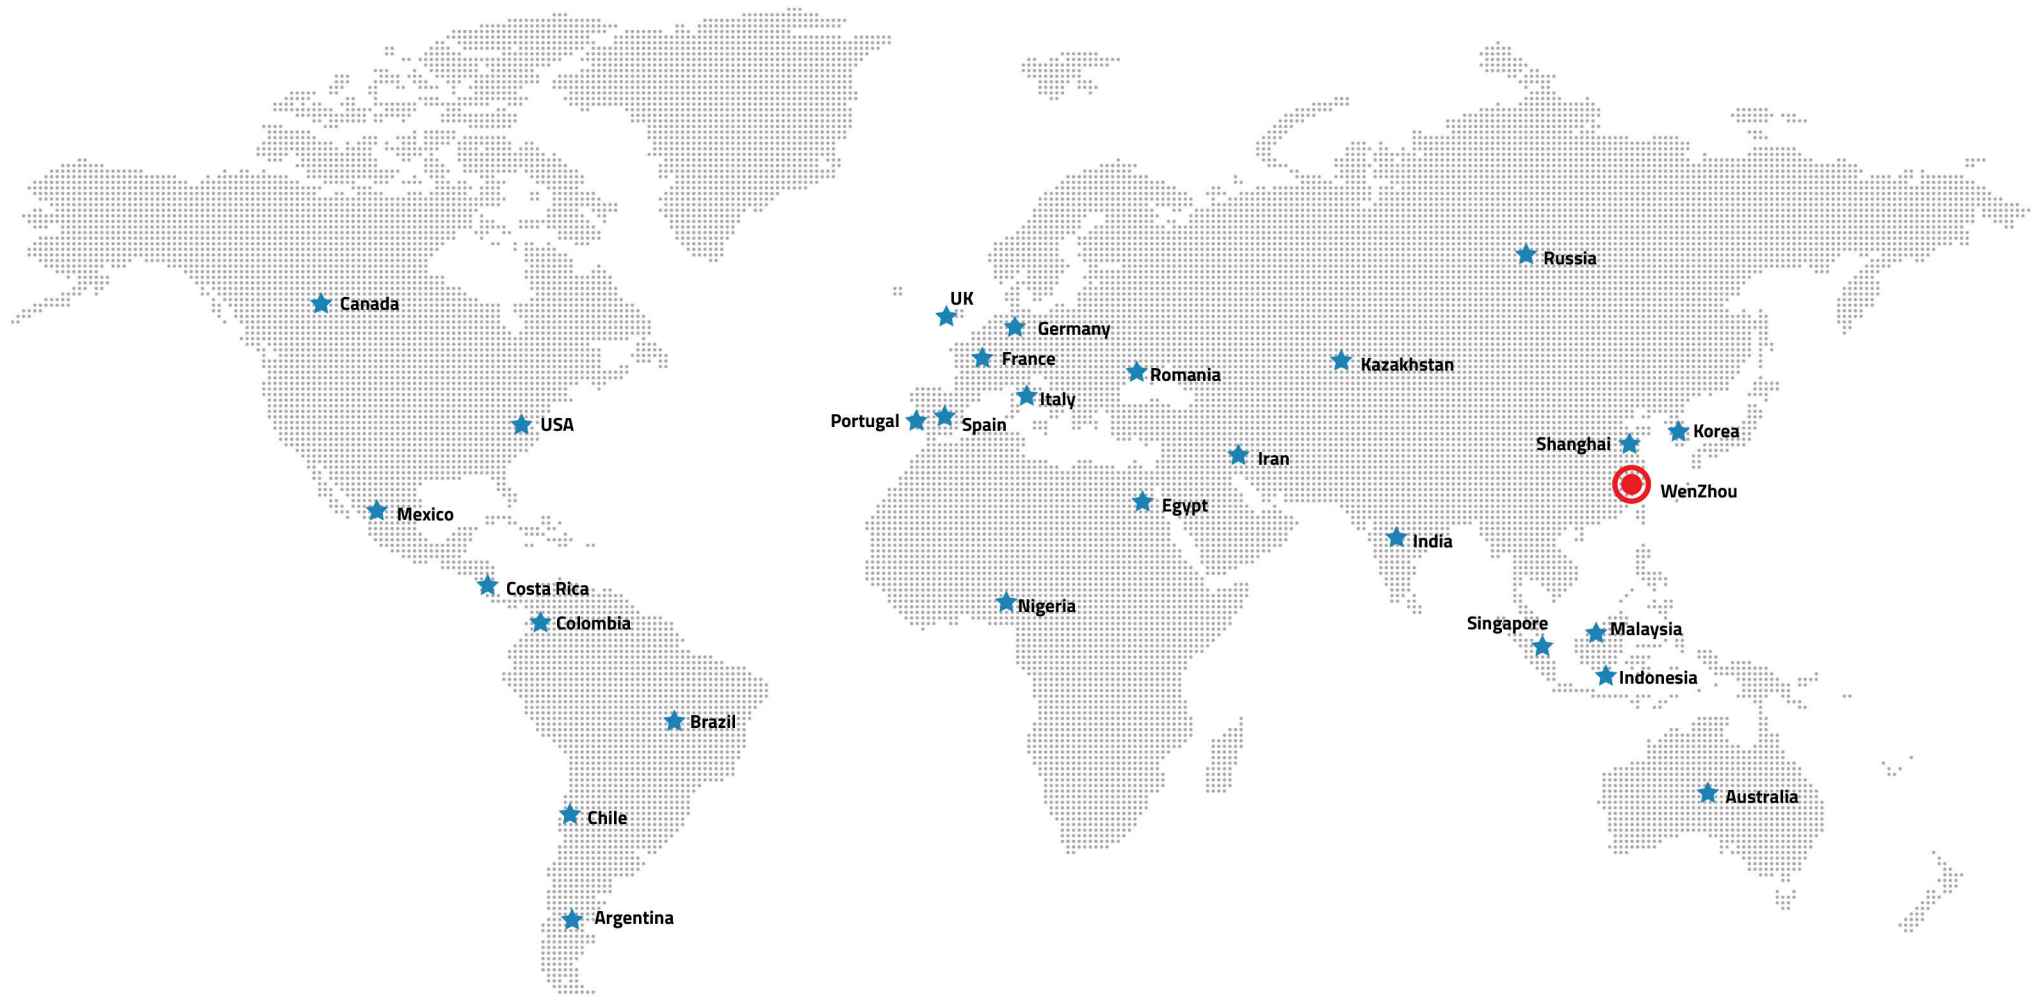 Russia
UK
Canada
Germany
France
Kazakhstan
Romania
Italy
Portugal
Spain
USA
Korea
Shanghai
Iran
WenZhou
Egypt
Mexico
India
Costa Rica
Nigeria
Colombia
Singapore
Malaysia
Indonesia
Brazil
Australia
Chile
Argentina